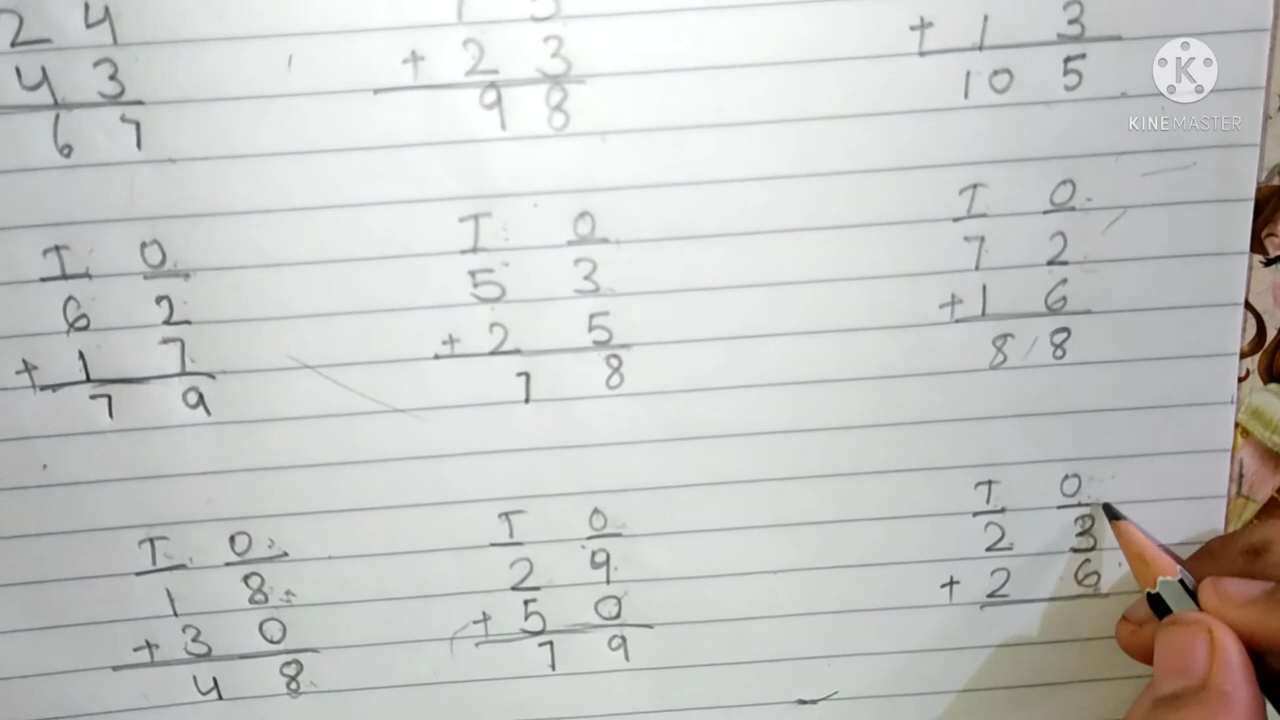 2 4
4 3
6 7
+ 2 3
9 8
+ 1 3
10 5
KINEMASTER
T O
6 2
+ 1 7
7 9
T O
5 3
+ 2 5
7 8
T O
7 2
+ 1 6
8 8
T O
1 8
+ 3 0
4 8
T O
2 9
+ 5 0
7 9
T O
2 3
+ 2 6